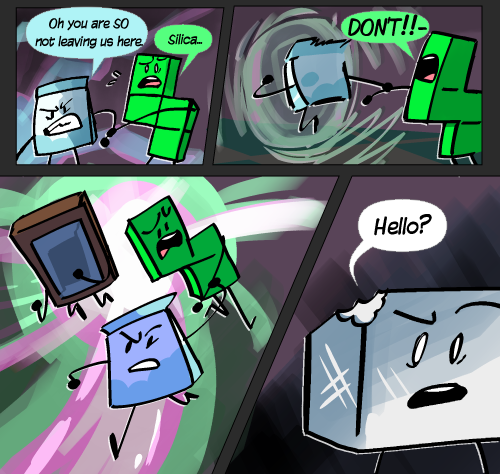 Oh you are SO
not leaving us here.
Silica...
DON'T!!-
Hello?